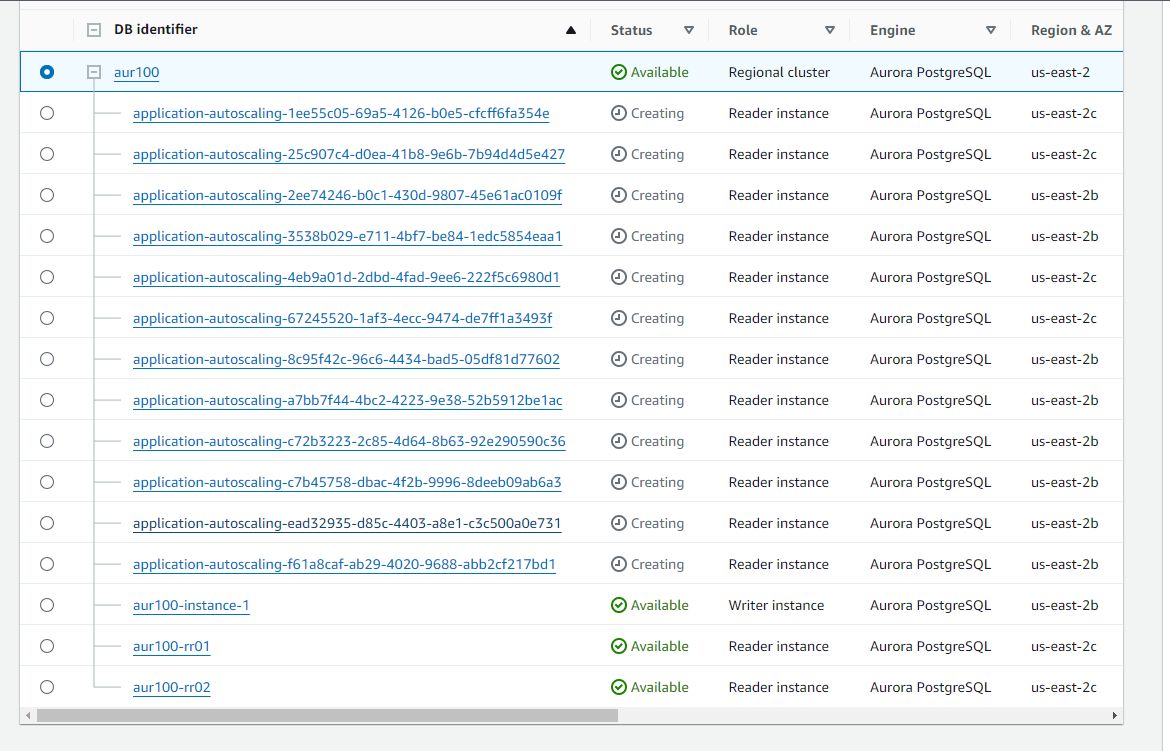 DB identifier Status Role Engine Region & AZ
aur100 Available Regional cluster Aurora PostgreSQL us-east-2
application-autoscaling-1ee55c05-69a5-4126-b0e5-cfcff6fa354e Creating Reader instance Aurora PostgreSQL us-east-2c
application-autoscaling-25c907c4-d0ea-41b8-9e6b-7b94d4d5e427 Creating Reader instance Aurora PostgreSQL us-east-2c
application-autoscaling-2ee74246-b0c1-430d-9807-45e61ac0109f Creating Reader instance Aurora PostgreSQL us-east-2b
application-autoscaling-3538b029-e711-4bf7-be84-1edc5854eaa1 Creating Reader instance Aurora PostgreSQL us-east-2b
application-autoscaling-4eb9a01d-2dbd-4fad-9ee6-222f5c6980d1 Creating Reader instance Aurora PostgreSQL us-east-2c
application-autoscaling-67245520-1af3-4ecc-9474-de7ff1a3493f Creating Reader instance Aurora PostgreSQL us-east-2c
application-autoscaling-8c95f42c-96c6-4434-bad5-05df81d77602 Creating Reader instance Aurora PostgreSQL us-east-2b
application-autoscaling-a7bb7f44-4bc2-4223-9e38-52b5912be1ac Creating Reader instance Aurora PostgreSQL us-east-2b
application-autoscaling-c72b3223-2c85-4d64-8b63-92e290590c36 Creating Reader instance Aurora PostgreSQL us-east-2b
application-autoscaling-c7b45758-dbac-4f2b-9996-8deeb09ab6a3 Creating Reader instance Aurora PostgreSQL us-east-2b
application-autoscaling-ead32935-d85c-4403-a8e1-c3c500a0e731 Creating Reader instance Aurora PostgreSQL us-east-2b
application-autoscaling-f61a8caf-ab29-4020-9688-abb2cf217bd1 Creating Reader instance Aurora PostgreSQL us-east-2b
aur100-instance-1 Available Writer instance Aurora PostgreSQL us-east-2b
aur100-rr01 Available Reader instance Aurora PostgreSQL us-east-2c
aur100-rr02 Available Reader instance Aurora PostgreSQL us-east-2c